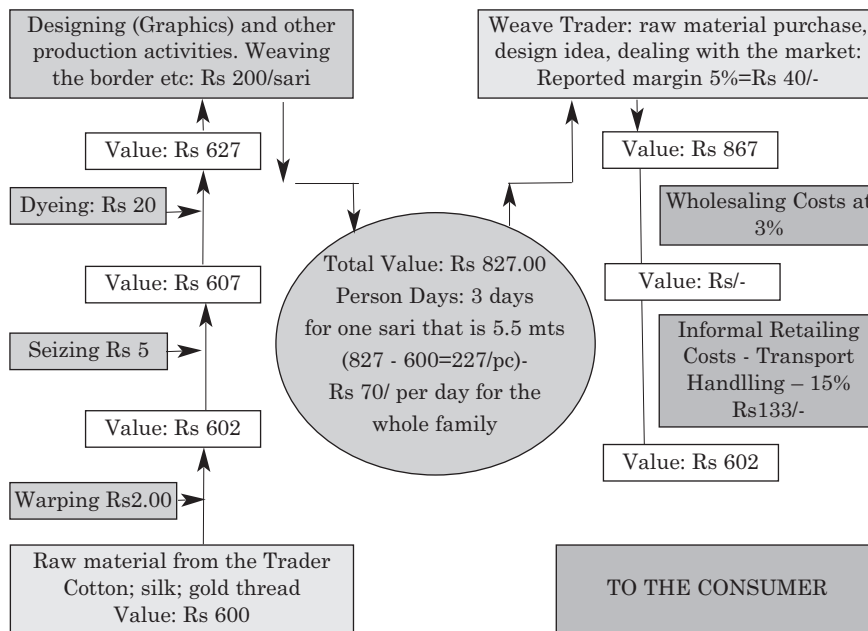 Designing (Graphics) and other
production activities. Weaving
the border etc: Rs 200/sari
Value: Rs 627
Dyeing: Rs 20
Value: Rs 607
Seizing Rs 5
Value: Rs 602
Warping Rs2.00
Raw material from the Trader
Cotton; silk; gold thread
Value: Rs 600
Total Value: Rs 827.00
Person Days: 3 days
for one sari that is 5.5 mts
(827 - 600=227/pc)-
Rs 70/ per day for the
whole family
Weave Trader: raw material purchase,
design idea, dealing with the market:
Reported margin 5%=Rs 40/-
Value: Rs 867
Wholesaling Costs at
3%
Value: Rs/-
Informal Retailing
Costs - Transport
Handlling – 15%
Rs133/-
Value: Rs 602
TO THE CONSUMER